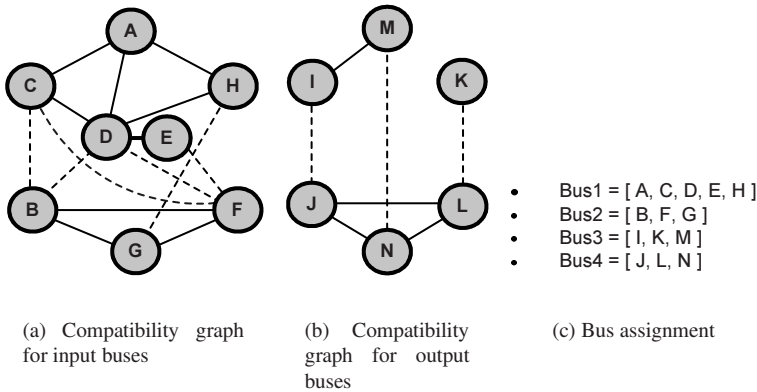 A
C
H
D
E
B
F
G
M
I
K
J
L
N
• Bus1 = [ A, C, D, E, H ]
• Bus2 = [ B, F, G ]
• Bus3 = [ I, K, M ]
• Bus4 = [ J, L, N ]
(a) Compatibility graph
for input buses
(b) Compatibility
graph for output
buses
(c) Bus assignment